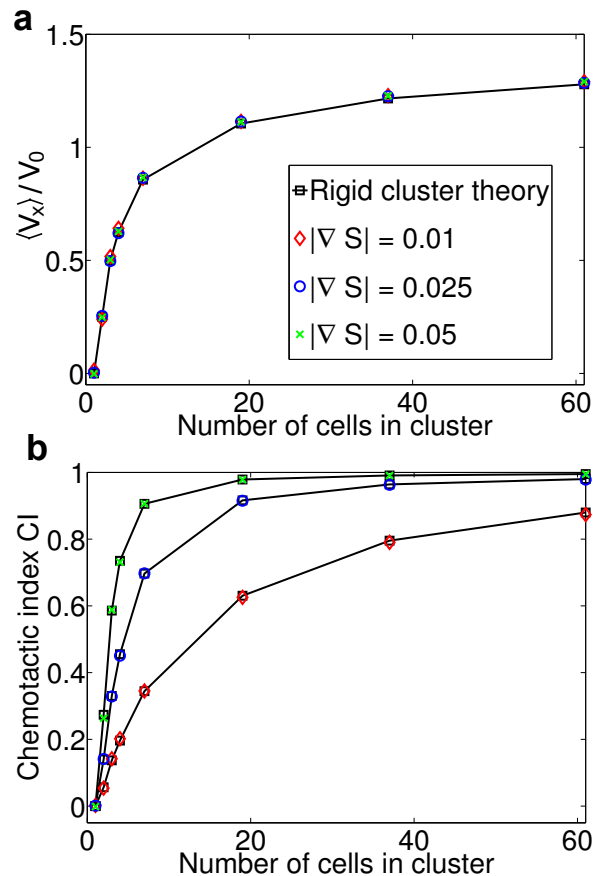 a
1.5
1
0.5
0
⟨V_x⟩ / V_0
Rigid cluster theory
|∇ S| = 0.01
|∇ S| = 0.025
|∇ S| = 0.05
0 20 40 60
Number of cells in cluster
b
1
0.8
0.6
0.4
0.2
0
Chemotactic index CI
0 20 40 60
Number of cells in cluster